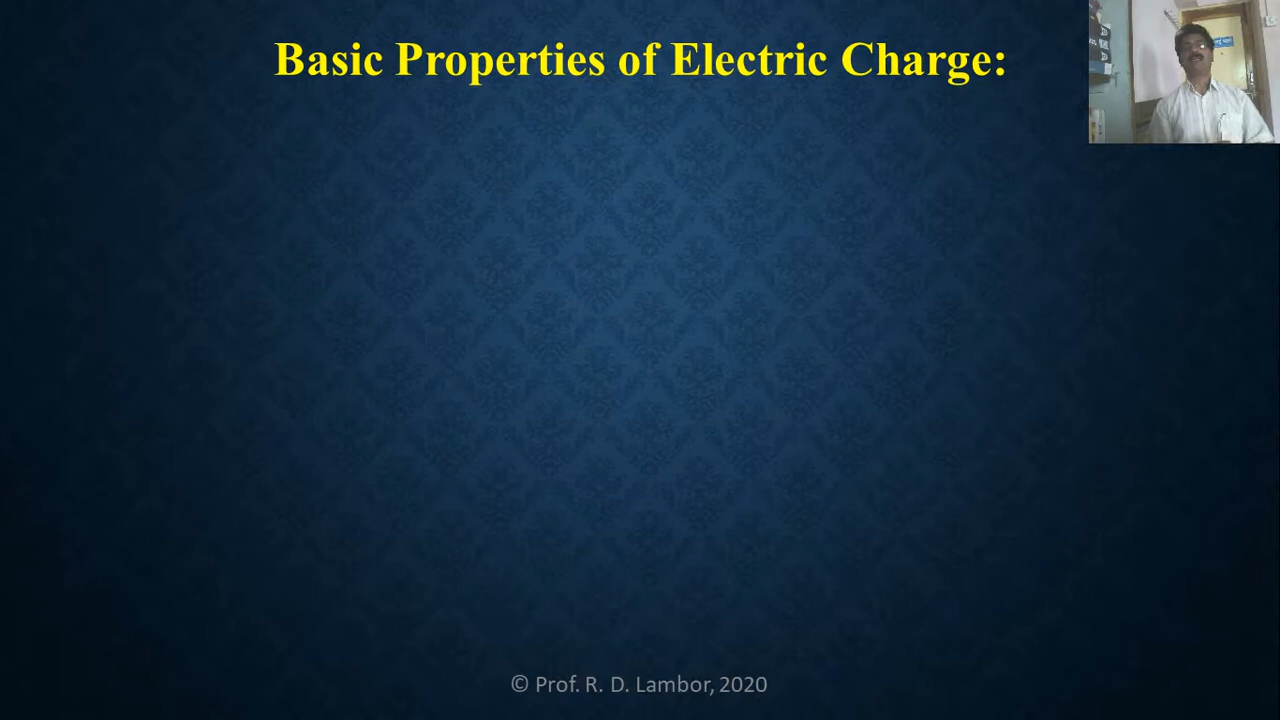 Basic Properties of Electric Charge:
© Prof. R. D. Lambor, 2020